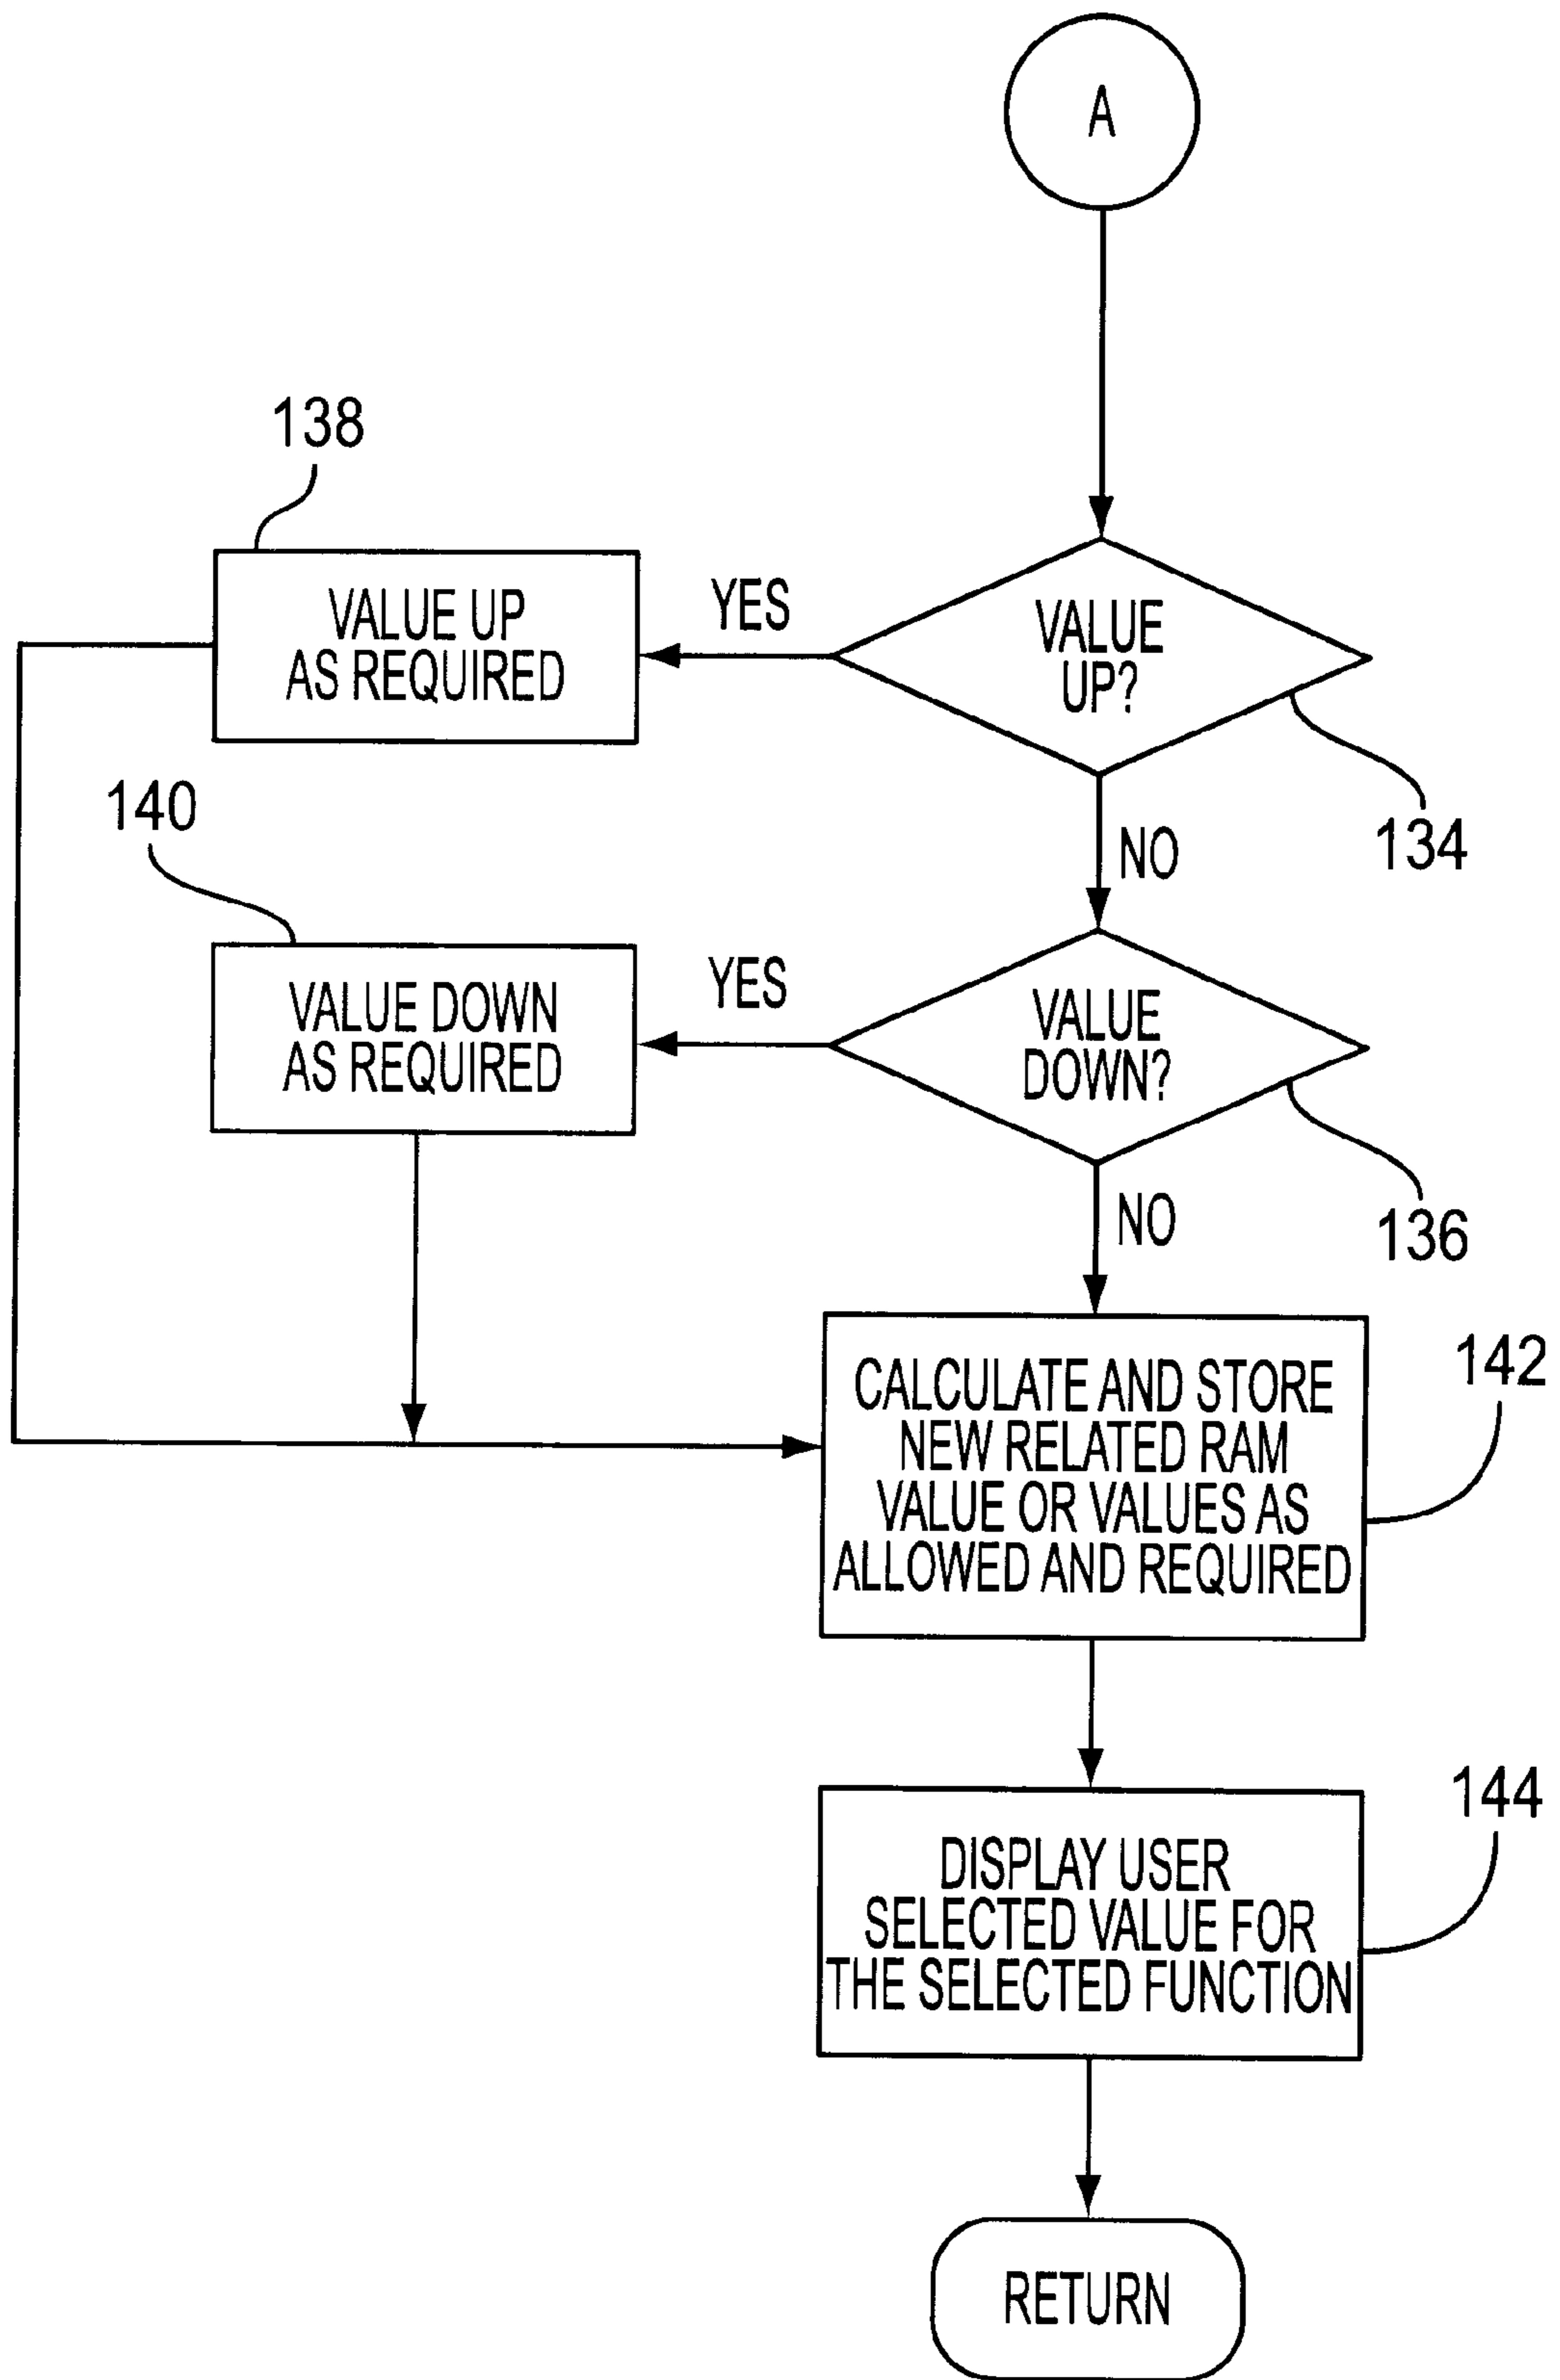 A
138
VALUE UP
AS REQUIRED
YES
VALUE
UP?
134
NO
140
VALUE DOWN
AS REQUIRED
YES
VALUE
DOWN?
136
NO
CALCULATE AND STORE
NEW RELATED RAM
VALUE OR VALUES AS
ALLOWED AND REQUIRED
142
DISPLAY USER
SELECTED VALUE FOR
THE SELECTED FUNCTION
144
RETURN